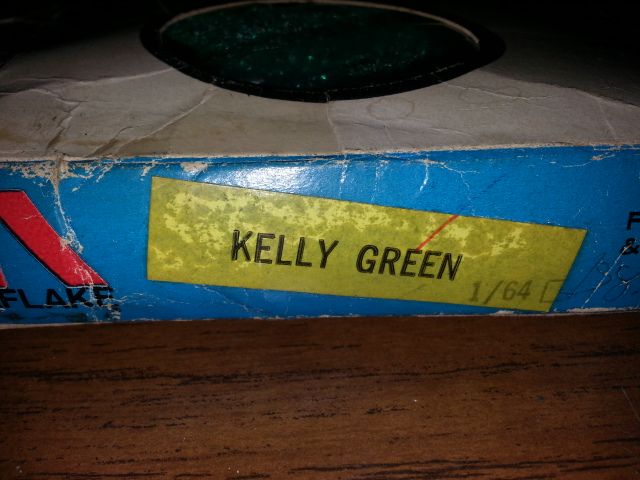 KELLY GREEN
1/64
FLAKE
F
&